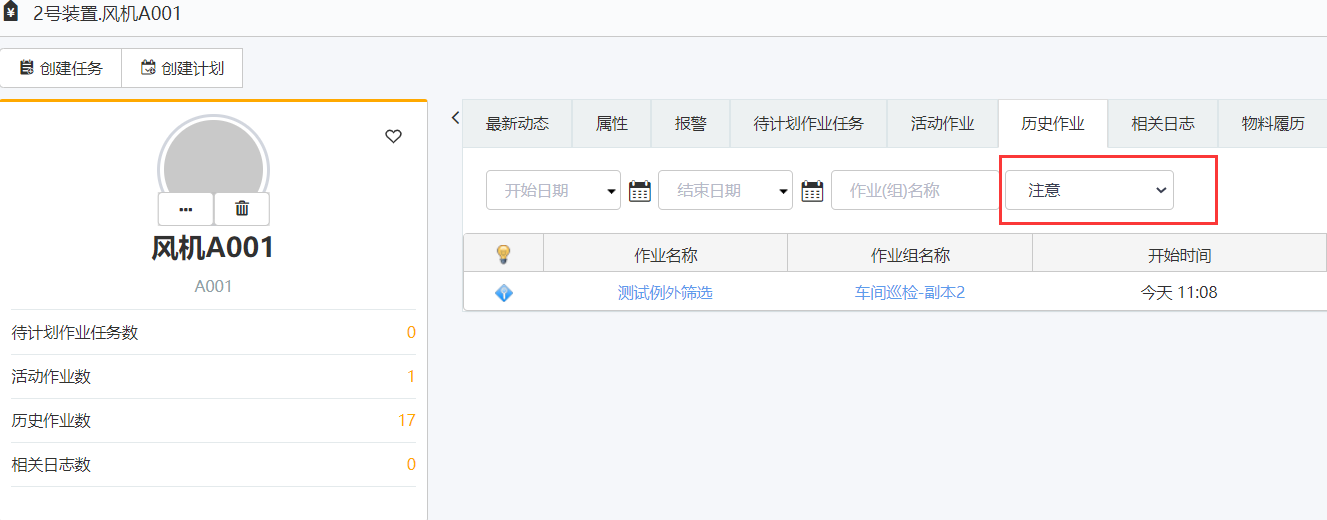 2号装置.风机A001
创建任务 创建计划
风机A001
A001
待计划作业任务数 0
活动作业数 1
历史作业数 17
相关日志数 0
最新动态 属性 报警 待计划作业任务 活动作业 历史作业 相关日志 物料履历
开始日期 结束日期 作业(组)名称 注意
作业名称 作业组名称 开始时间
测试例外筛选 车间巡检-副本2 今天 11:08